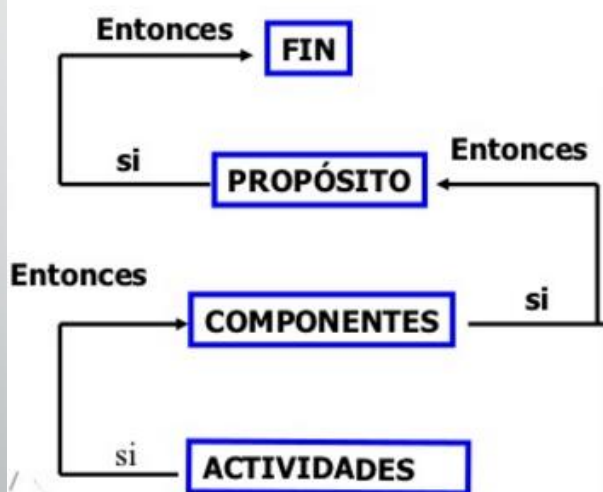 Entonces
FIN
si
Entonces
PROPÓSITO
Entonces
si
COMPONENTES
si
ACTIVIDADES